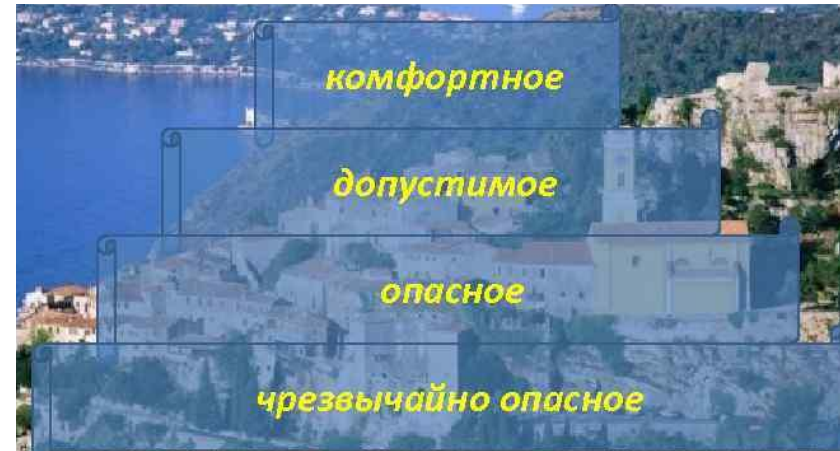 комфортное
допустимое
опасное
чрезвычайно опасное